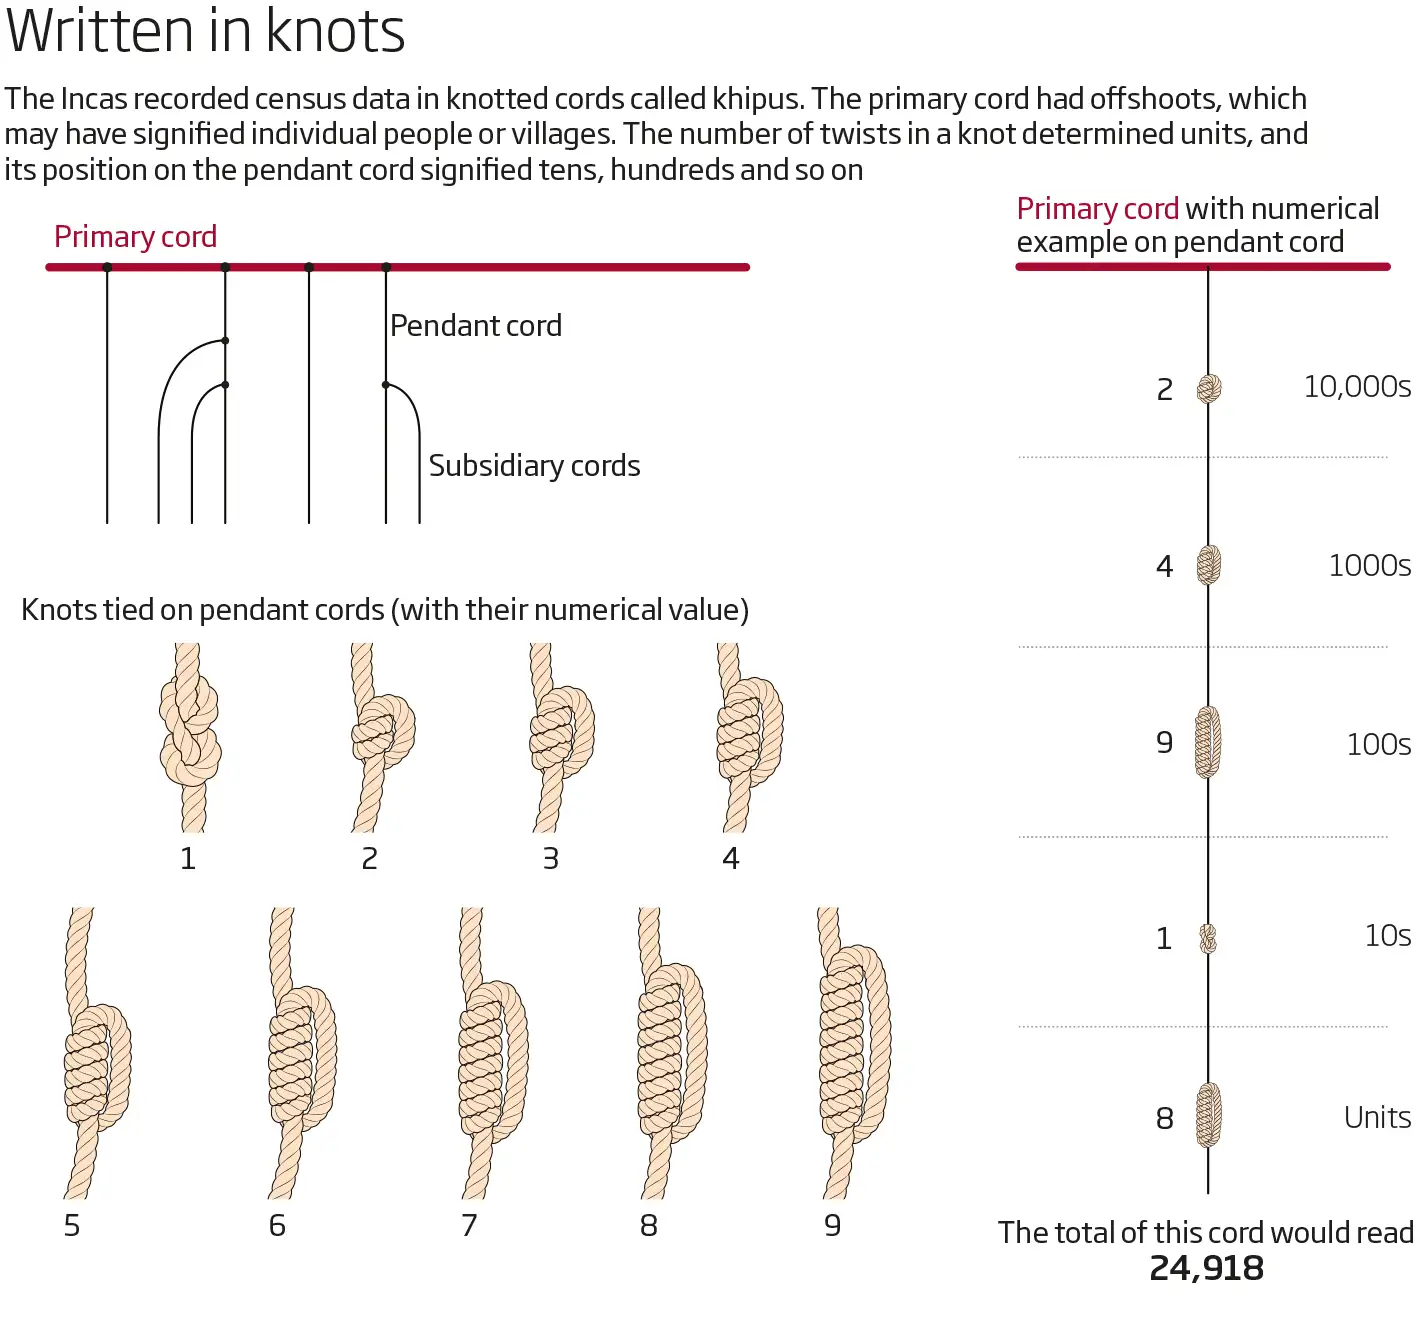 Written in knots
The Incas recorded census data in knotted cords called khipus. The primary cord had offshoots, which
may have signified individual people or villages. The number of twists in a knot determined units, and
its position on the pendant cord signified tens, hundreds and so on
Primary cord
Pendant cord
Subsidiary cords
Knots tied on pendant cords (with their numerical value)
1 2 3 4
5 6 7 8 9
Primary cord with numerical
example on pendant cord
2 10,000s
4 1000s
9 100s
1 10s
8 Units
The total of this cord would read
24,918